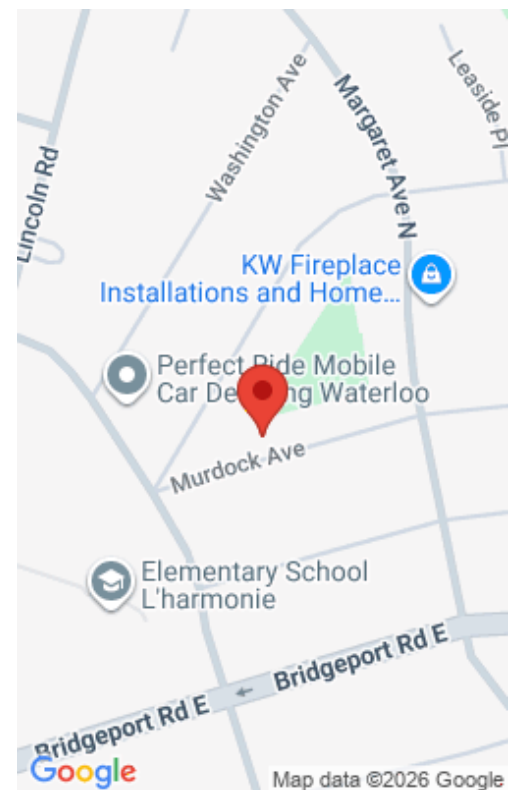 Washington Ave
Leaside Pl
Margaret Ave N
Lincoln Rd
KW Fireplace
Installations and Home...
Perfect Ride Mobile
Car De ng Waterloo
Murdock Ave
Elementary School
L'harmonie
Bridgeport Rd E
Bridgeport Rd E
Google
Map data ©2026 Google